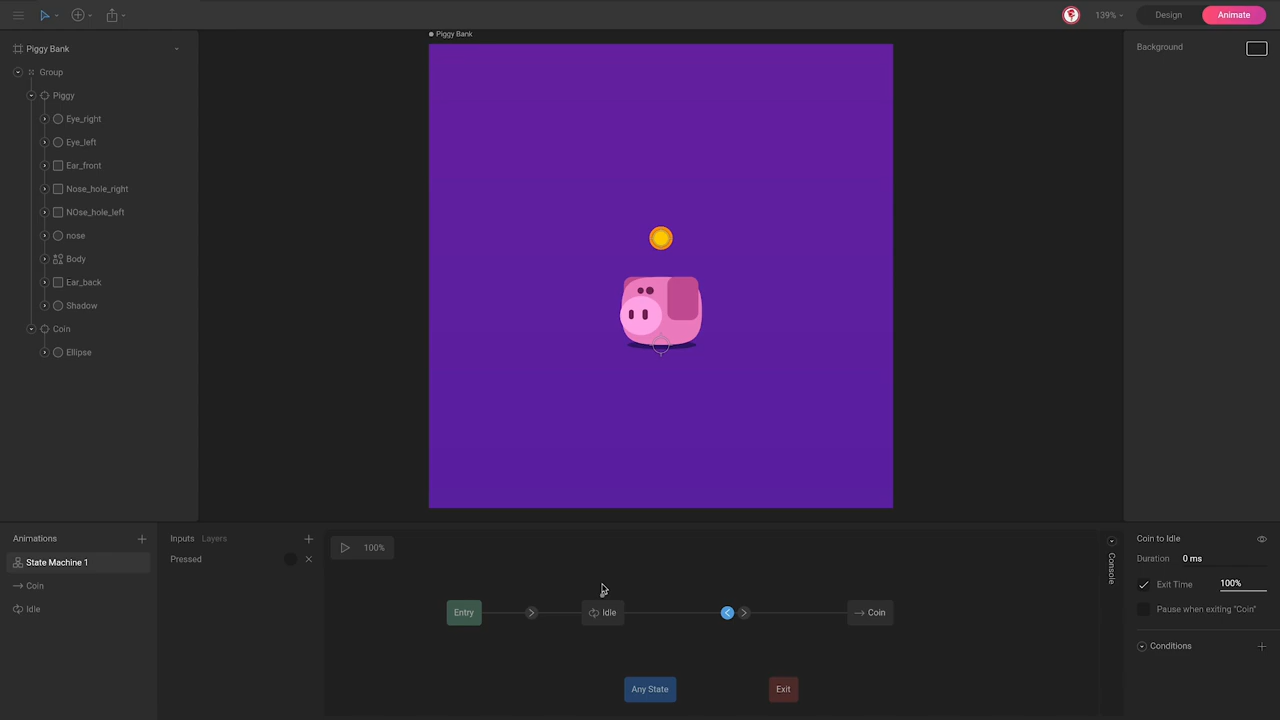 139%
Design
Animate
Piggy Bank
Piggy Bank
Background
Group
Piggy
Eye_right
Eye_left
Ear_front
Nose_hole_right
NOse_hole_left
nose
Body
Ear_back
Shadow
Coin
Ellipse
Animations
State Machine 1
Coin
Idle
Inputs
Layers
Pressed
100%
Entry
Idle
Coin
Any State
Exit
Console
Coin to Idle
Duration
0 ms
Exit Time
100%
Pause when exiting "Coin"
Conditions